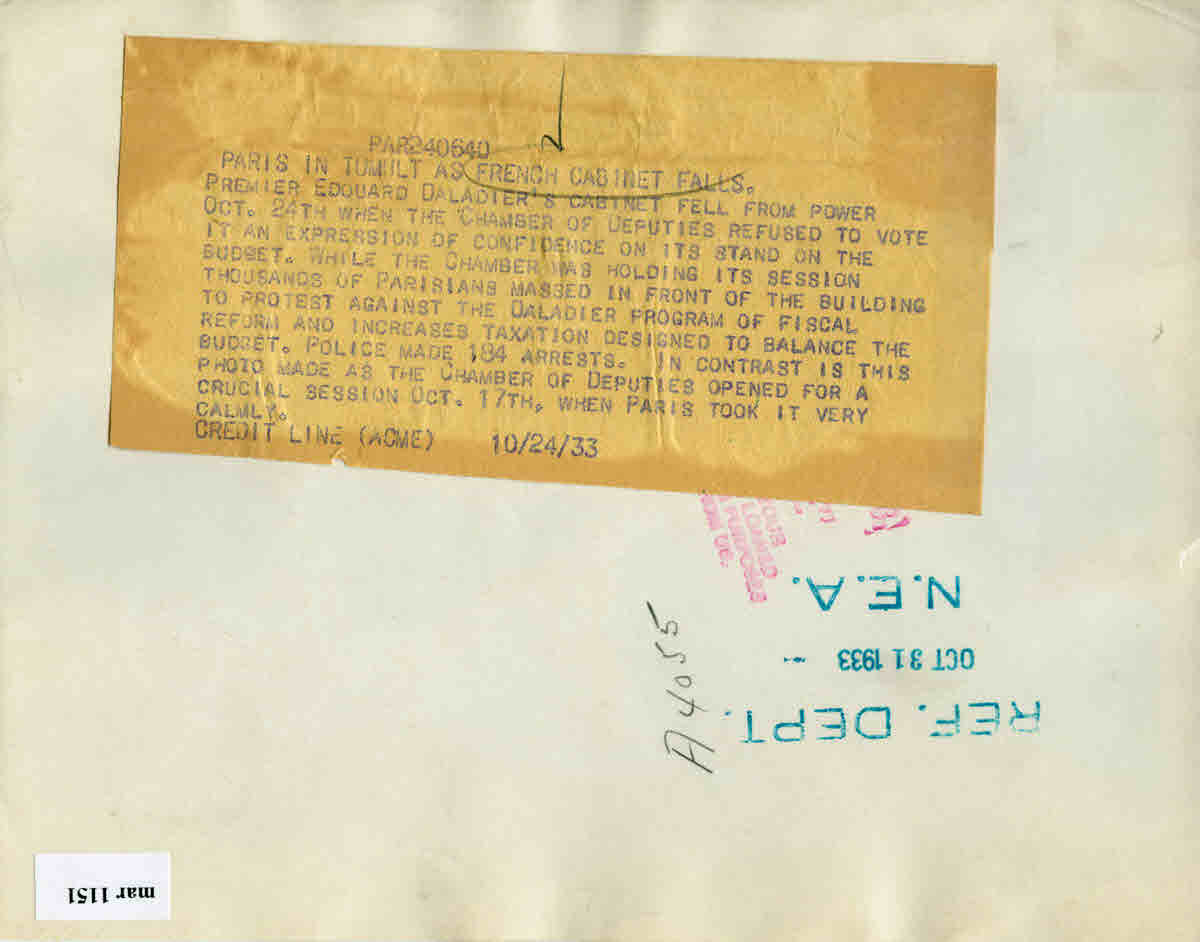 2
PAR240640
PARIS IN TUMULT AS FRENCH CABINET FALLS.
PREMIER EDOUARD DALADIER'S CABINET FELL FROM POWER
OCT. 24TH WHEN THE CHAMBER OF DEPUTIES REFUSED TO VOTE
IT AN EXPRESSION OF CONFIDENCE ON ITS STAND ON THE
BUDGET. WHILE THE CHAMBER WAS HOLDING ITS SESSION
THOUSANDS OF PARISIANS MASSED IN FRONT OF THE BUILDING
TO PROTEST AGAINST THE DALADIER PROGRAM OF FISCAL
REFORM AND INCREASES TAXATION DESIGNED TO BALANCE THE
BUDGET. POLICE MADE 184 ARRESTS. IN CONTRAST IS THIS
PHOTO MADE AS THE CHAMBER OF DEPUTIES OPENED FOR A
CRUCIAL SESSION OCT. 17TH, WHEN PARIS TOOK IT VERY
CALMLY.
CREDIT LINE (ACME) 10/24/33
REF. DEPT.
OCT 31 1933
N.E.A.
A4055
mar 1151